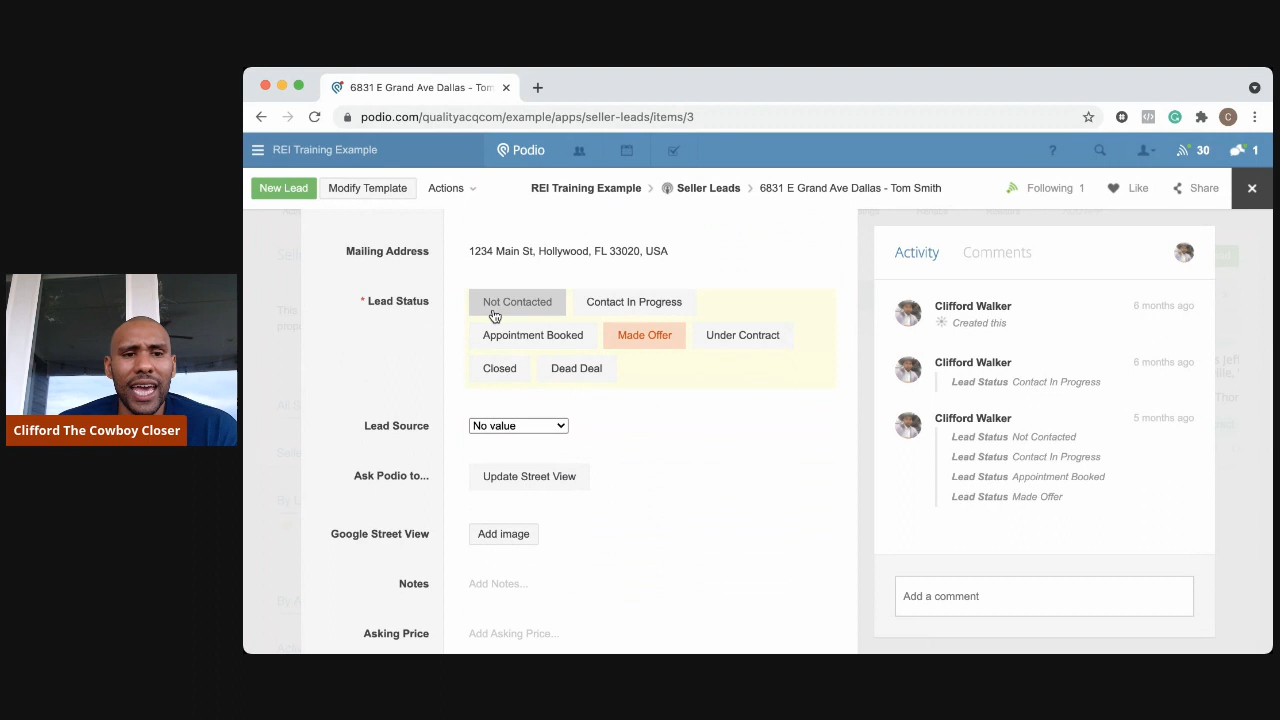 6831 E Grand Ave Dallas - Tom
podio.com/qualityacqcom/example/apps/seller-leads/items/3
C
REI Training Example
Podio
?
30
1
New Lead
Modify Template
Actions
REI Training Example > Seller Leads > 6831 E Grand Ave Dallas - Tom Smith
Following 1
Like
Share
Mailing Address
1234 Main St, Hollywood, FL 33020, USA
* Lead Status
Not Contacted
Contact In Progress
Appointment Booked
Made Offer
Under Contract
Closed
Dead Deal
Lead Source
No value
Ask Podio to...
Update Street View
Google Street View
Add image
Notes
Add Notes...
Asking Price
Add Asking Price...
Activity
Comments
Clifford Walker
6 months ago
Created this
Clifford Walker
6 months ago
Lead Status Contact In Progress
Clifford Walker
5 months ago
Lead Status Not Contacted
Lead Status Contact In Progress
Lead Status Appointment Booked
Lead Status Made Offer
Add a comment
Clifford The Cowboy Closer